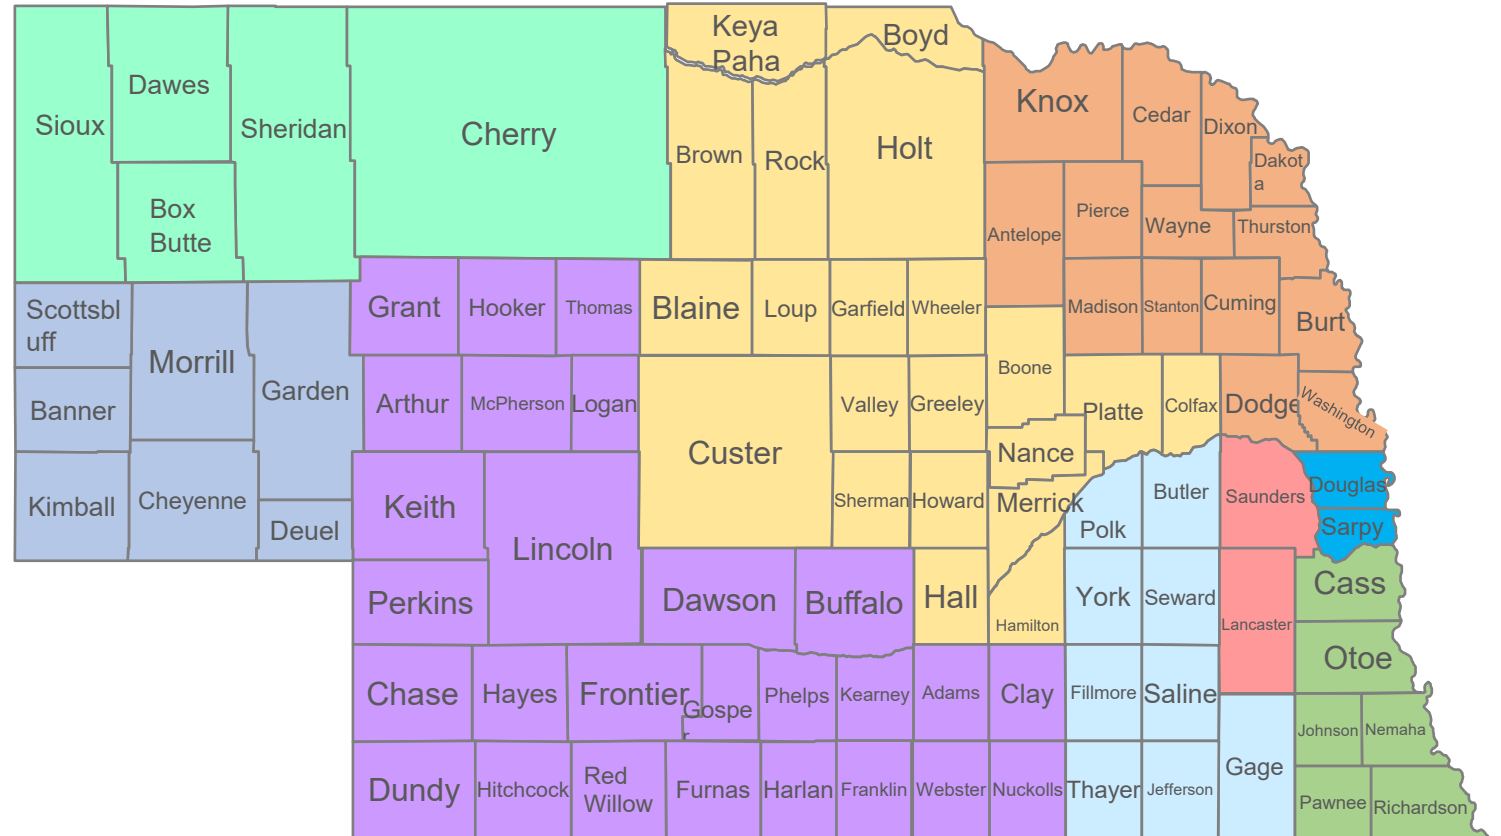 Keya
Paha
Boyd
Dawes
Sioux
Sheridan
Cherry
Knox
Cedar
Dixon
Brown
Rock
Holt
Dakot
a
Box
Butte
Antelope
Pierce
Wayne
Thurston
Scottsbl
uff
Grant
Hooker
Thomas
Blaine
Loup
Garfield
Wheeler
Madison
Stanton
Cuming
Burt
Morrill
Garden
Boone
Banner
Arthur
McPherson
Logan
Valley
Greeley
Platte
Colfax
Dodge
Washington
Custer
Nance
Kimball
Cheyenne
Deuel
Keith
Lincoln
Sherman
Howard
Merrick
Polk
Butler
Saunders
Douglas
Sarpy
Perkins
Dawson
Buffalo
Hall
Hamilton
York
Seward
Lancaster
Cass
Otoe
Chase
Hayes
Frontier
Gospe
r
Phelps
Kearney
Adams
Clay
Fillmore
Saline
Johnson
Nemaha
Dundy
Hitchcock
Red
Willow
Furnas
Harlan
Franklin
Webster
Nuckolls
Thayer
Jefferson
Gage
Pawnee
Richardson